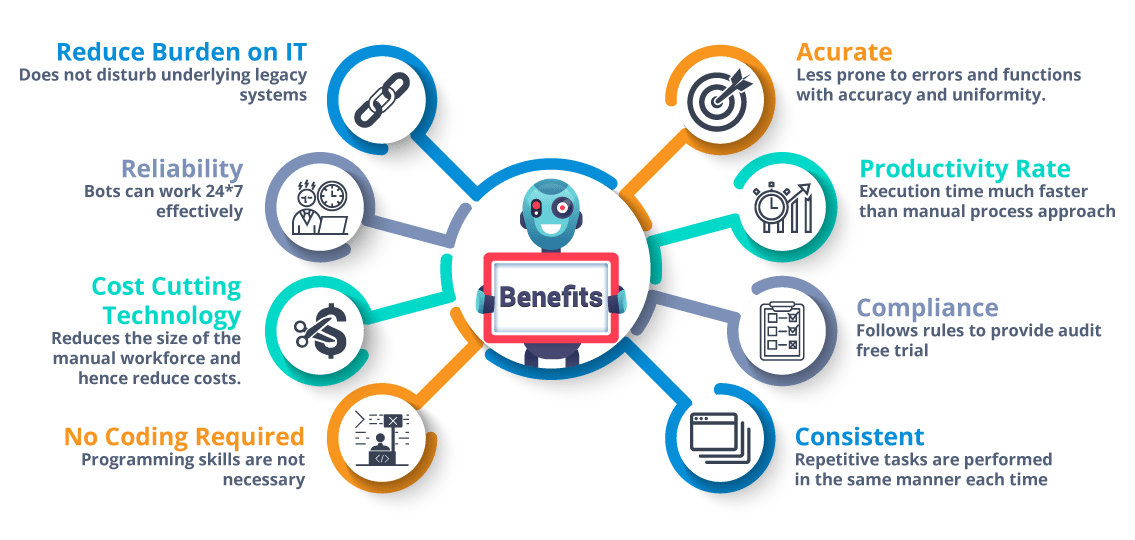 Reduce Burden on IT
Does not disturb underlying legacy
systems
Reliability
Bots can work 24*7
effectively
Cost Cutting
Technology
Reduces the size of the
manual workforce and
hence reduce costs.
No Coding Required
Programming skills are not
necessary
Benefits
Acurate
Less prone to errors and functions
with accuracy and uniformity.
Productivity Rate
Execution time much faster
than manual process approach
Compliance
Follows rules to provide audit
free trial
Consistent
Repetitive tasks are performed
in the same manner each time